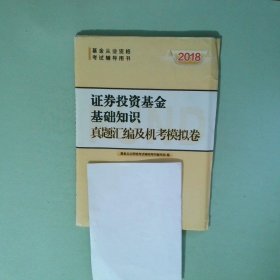 基金从业资格
考试辅导用书
2018
证券投资基金
基础知识
真题汇编及机考模拟卷